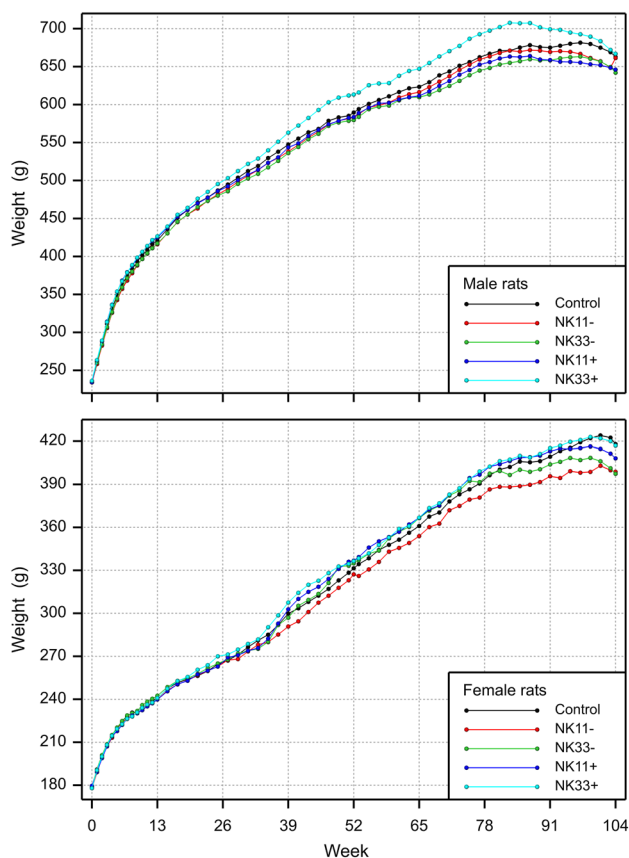 700
650
600
550
500
450
400
350
300
250
Weight (g)
Male rats
Control
NK11-
NK33-
NK11+
NK33+
420
390
360
330
300
270
240
210
180
Weight (g)
Female rats
Control
NK11-
NK33-
NK11+
NK33+
0 13 26 39 52 65 78 91 104
Week